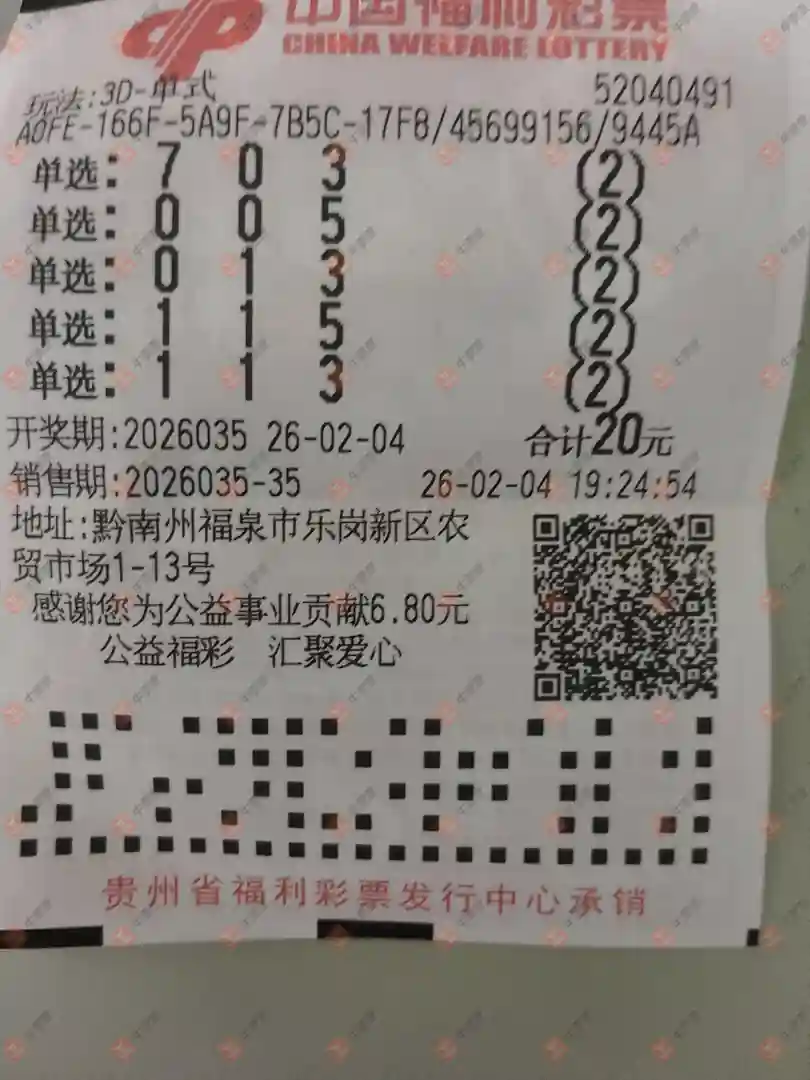 中国福利彩票
CHINA WELFARE LOTTERY
玩法:3D-单式 52040491
A0FE-166F-5A9F-7B5C-17F8/45699156/9445A
单选: 7 0 3 (2)
单选: 0 0 5 (2)
单选: 0 1 3 (2)
单选: 1 1 5 (2)
单选: 1 1 3 (2)
开奖期:2026035 26-02-04 合计20元
销售期:2026035-35 26-02-04 19:24:54
地址:黔南州福泉市乐岗新区农
贸市场1-13号
感谢您为公益事业贡献6.80元
公益福彩 汇聚爱心
贵州省福利彩票发行中心承销